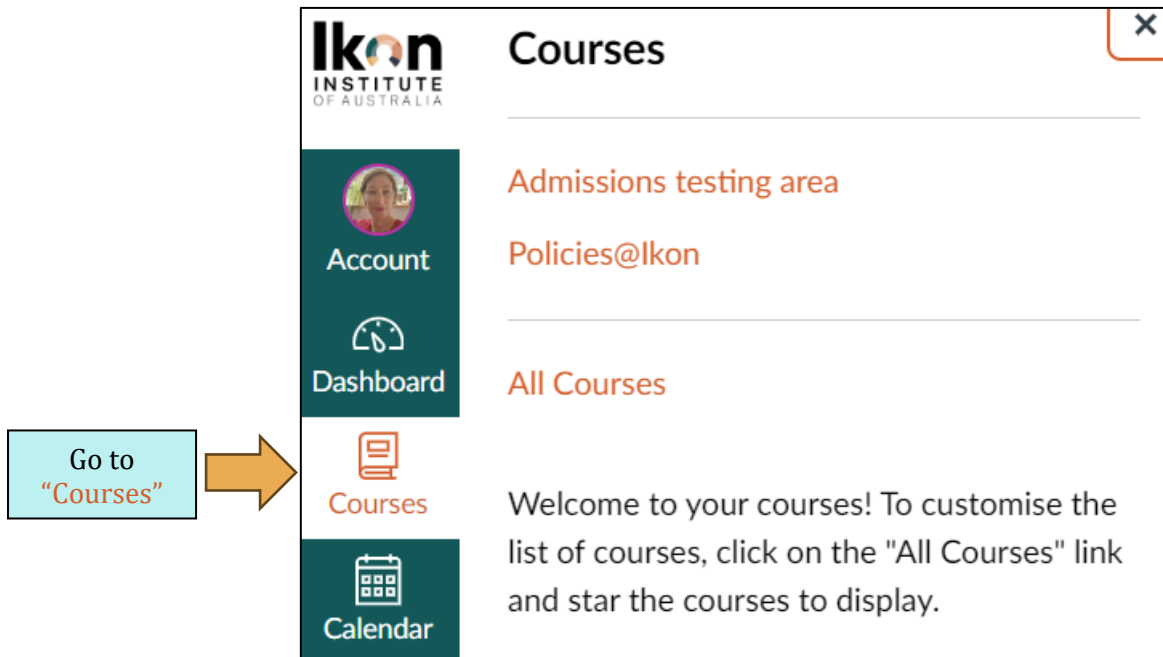 Ikon
INSTITUTE
OF AUSTRALIA
Courses
Admissions testing area
Policies@Ikon
All Courses
Welcome to your courses! To customise the
list of courses, click on the "All Courses" link
and star the courses to display.
Account
Dashboard
Courses
Calendar
Go to
“Courses”